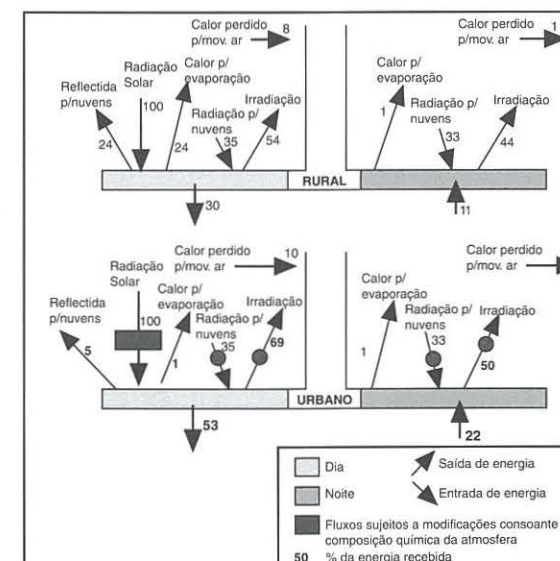 Calor perdido
p/mov. ar
8
Reflectida
p/nuvens
Radiação
Solar
Calor p/
evaporação
Radiação p/
nuvens
Irradiação
24
100
24
35
54
30
RURAL
Calor perdido
p/mov. ar
1
Calor p/
evaporação
Radiação p/
nuvens
Irradiação
1
33
44
11
Calor perdido
p/mov. ar
10
Reflectida
p/nuvens
Radiação
Solar
Calor p/
evaporação
Radiação p/
nuvens
Irradiação
5
100
1
35
69
53
URBANO
Calor perdido
p/mov. ar
Calor p/
evaporação
Radiação p/
nuvens
Irradiação
1
33
50
22
Dia
Saída de energia
Noite
Entrada de energia
Fluxos sujeitos a modificações consoante
composição química da atmosfera
50 % da energia recebida